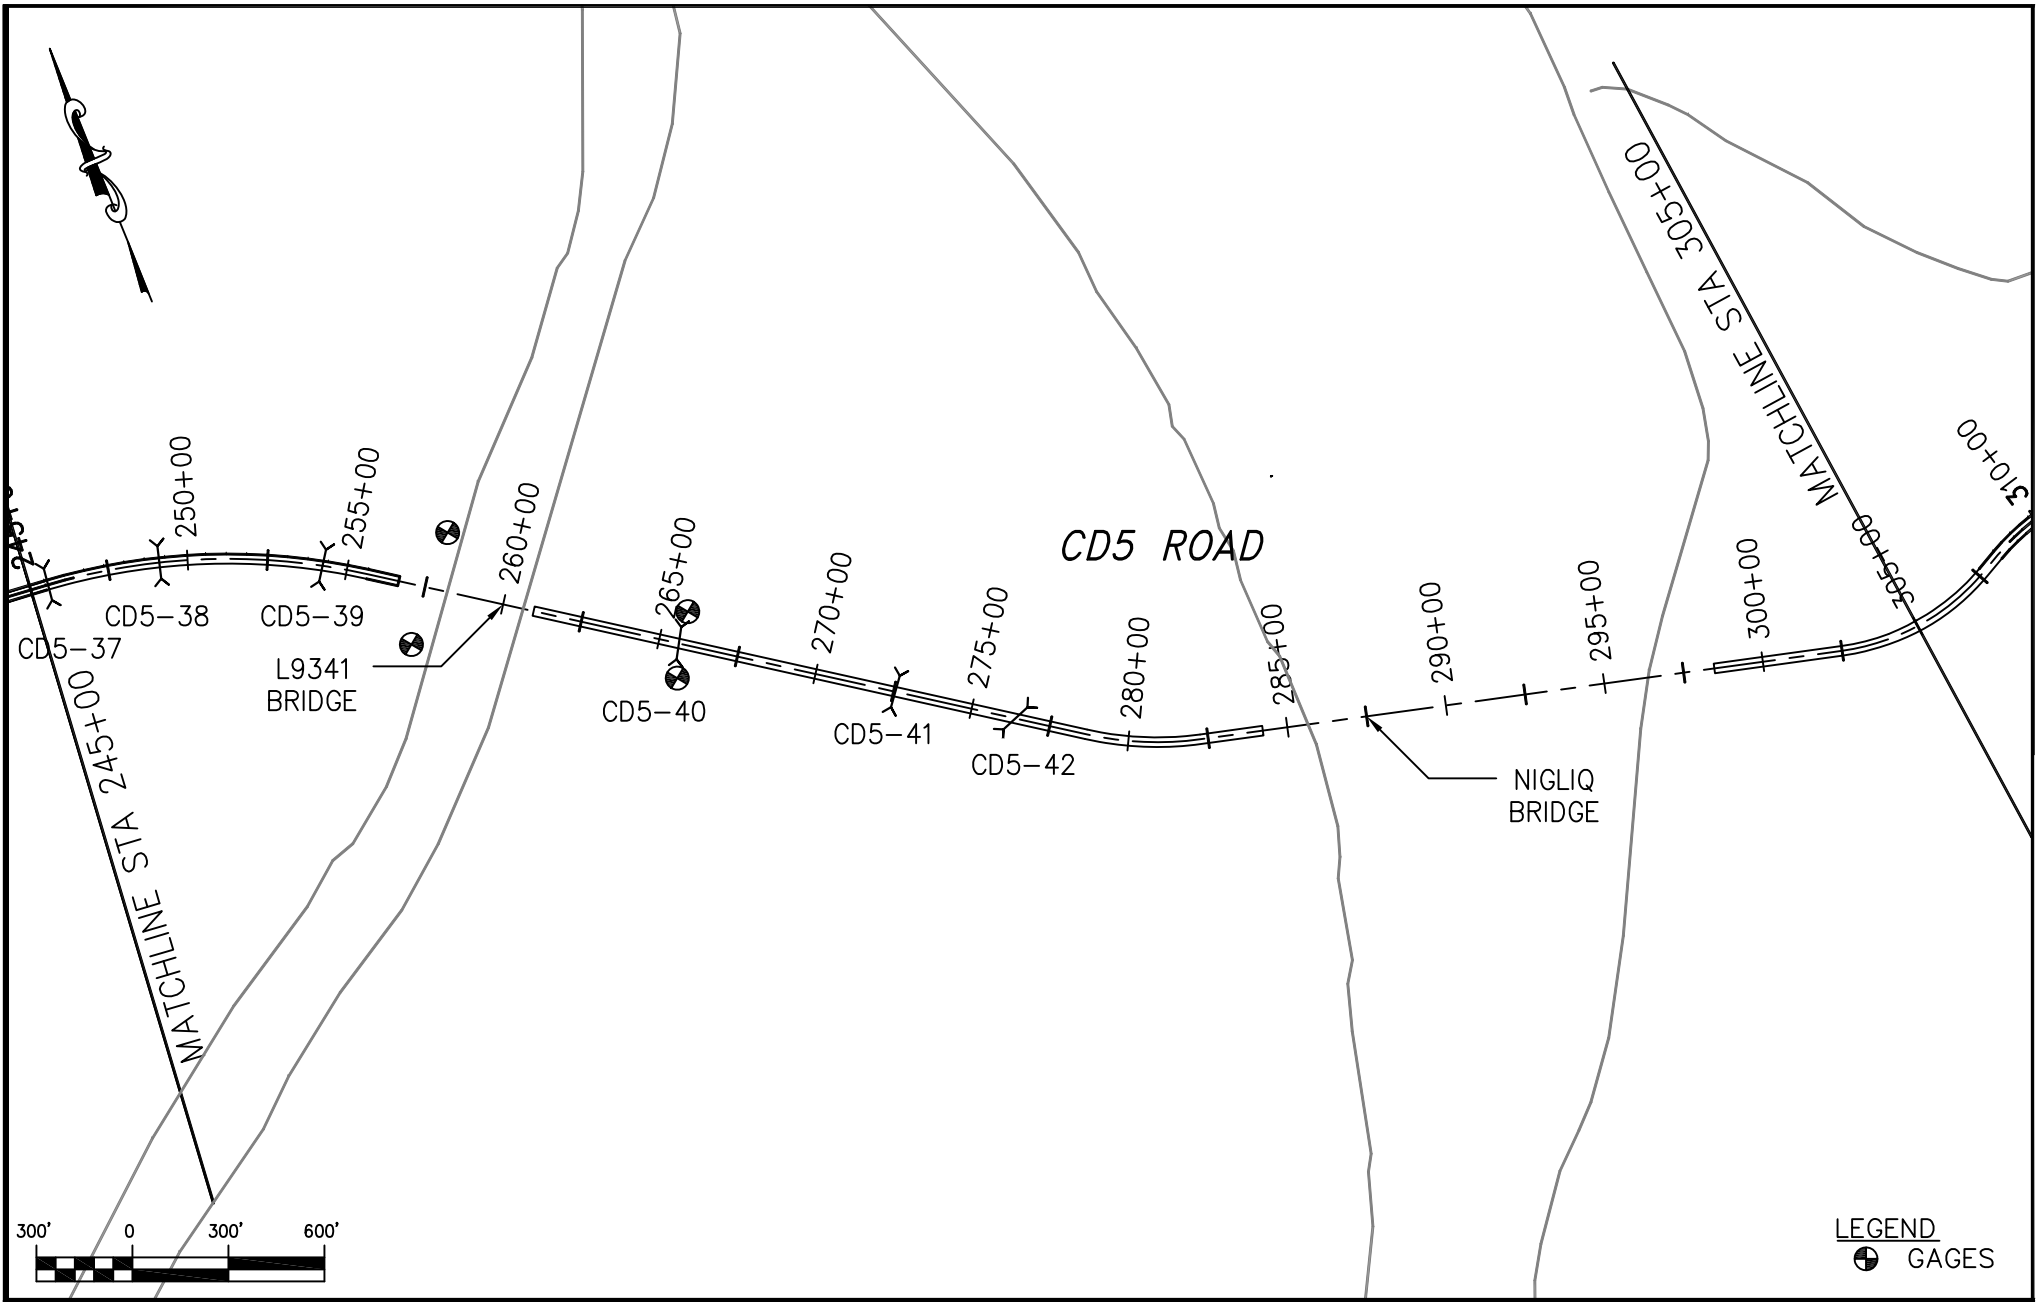 MATCHLINE STA 305+00
310+00
250+00
255+00
260+00
265+00
CD5 ROAD
270+00
275+00
280+00
285+00
290+00
295+00
300+00
305+00
CD5-37
CD5-38
CD5-39
L9341
BRIDGE
CD5-40
CD5-41
CD5-42
NIGLIQ
BRIDGE
MATCHLINE STA 245+00
300' 0 300' 600'
LEGEND
GAGES